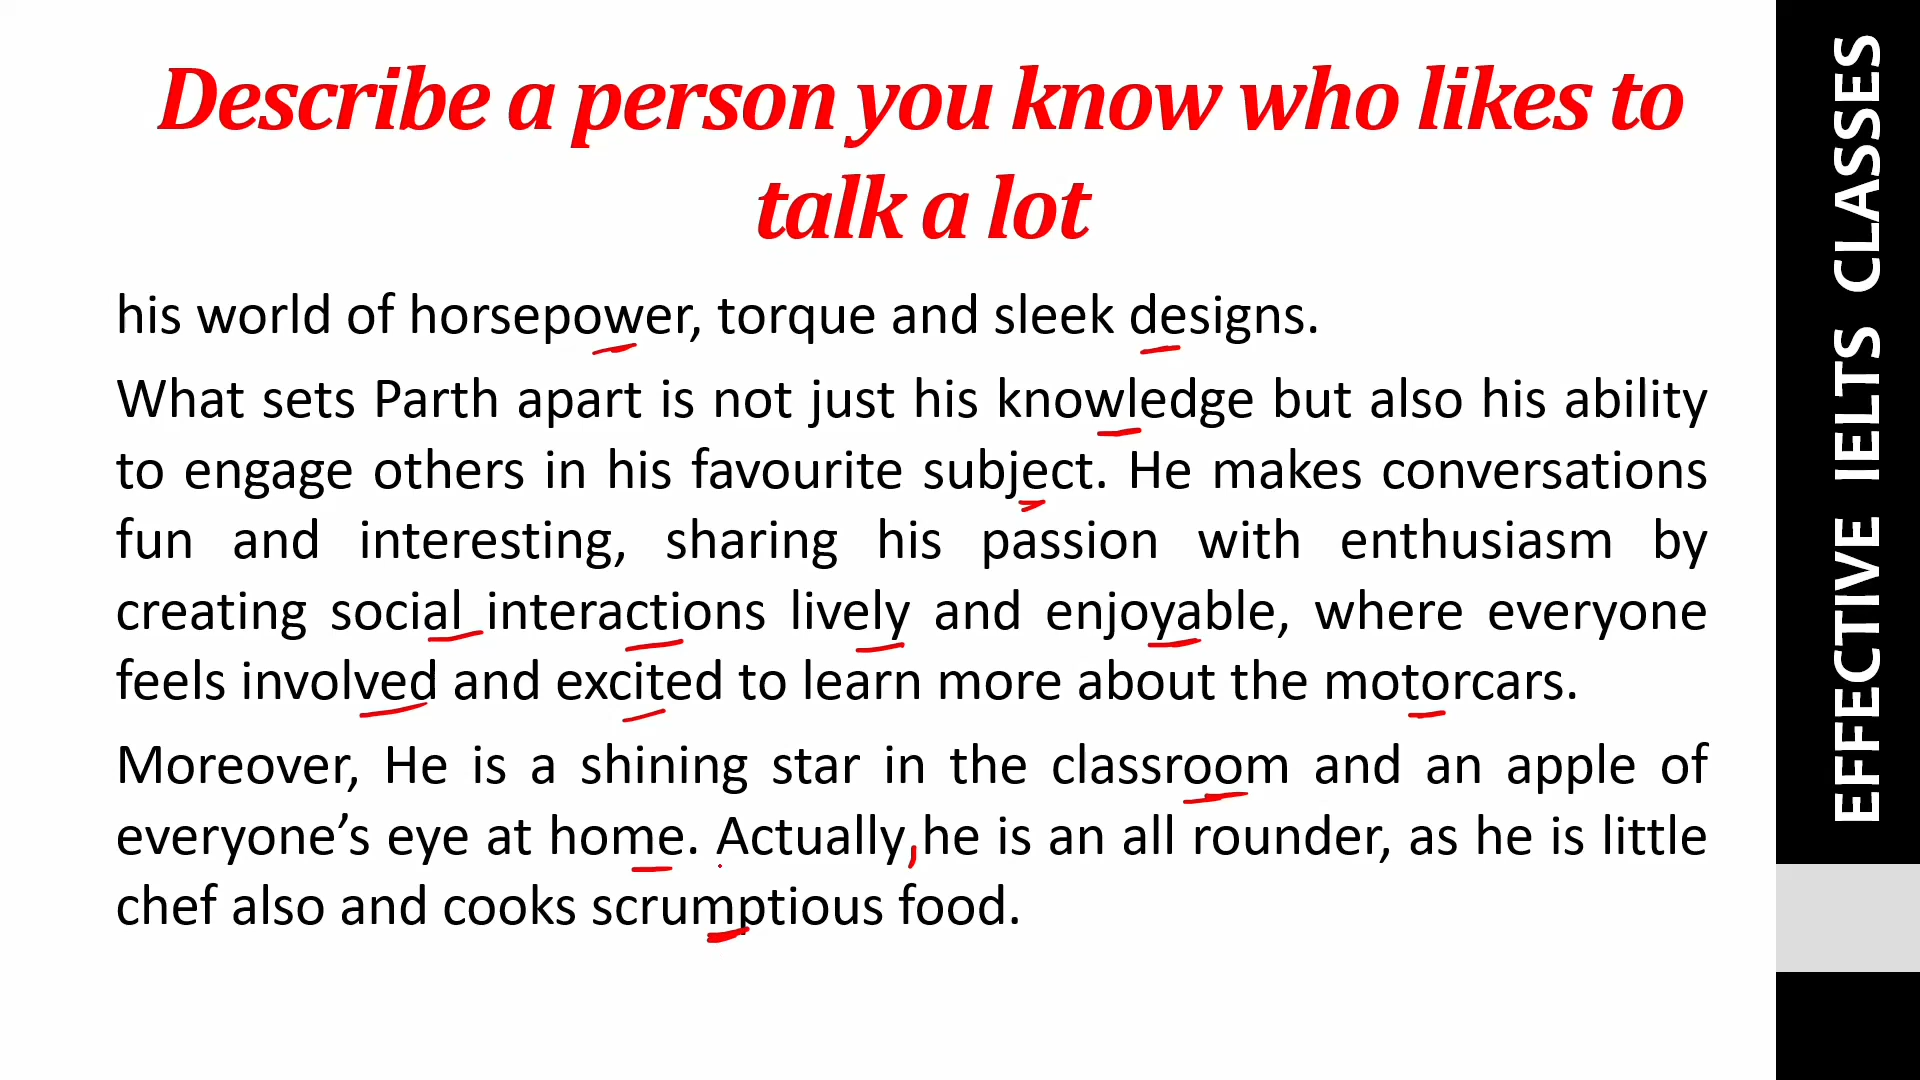 Describe a person you know who likes to
talk a lot
his world of horsepower, torque and sleek designs.
What sets Parth apart is not just his knowledge but also his ability
to engage others in his favourite subject. He makes conversations
fun and interesting, sharing his passion with enthusiasm by
creating social interactions lively and enjoyable, where everyone
feels involved and excited to learn more about the motorcars.
Moreover, He is a shining star in the classroom and an apple of
everyone’s eye at home. Actually,he is an all rounder, as he is little
chef also and cooks scrumptious food.
EFFECTIVE IELTS CLASSES